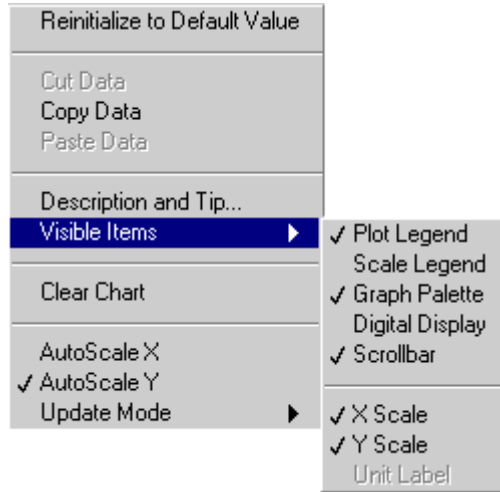 Reinitialize to Default Value
Cut Data
Copy Data
Paste Data
Description and Tip...
Visible Items
Clear Chart
AutoScale X
AutoScale Y
Update Mode
Plot Legend
Scale Legend
Graph Palette
Digital Display
Scrollbar
X Scale
Y Scale
Unit Label